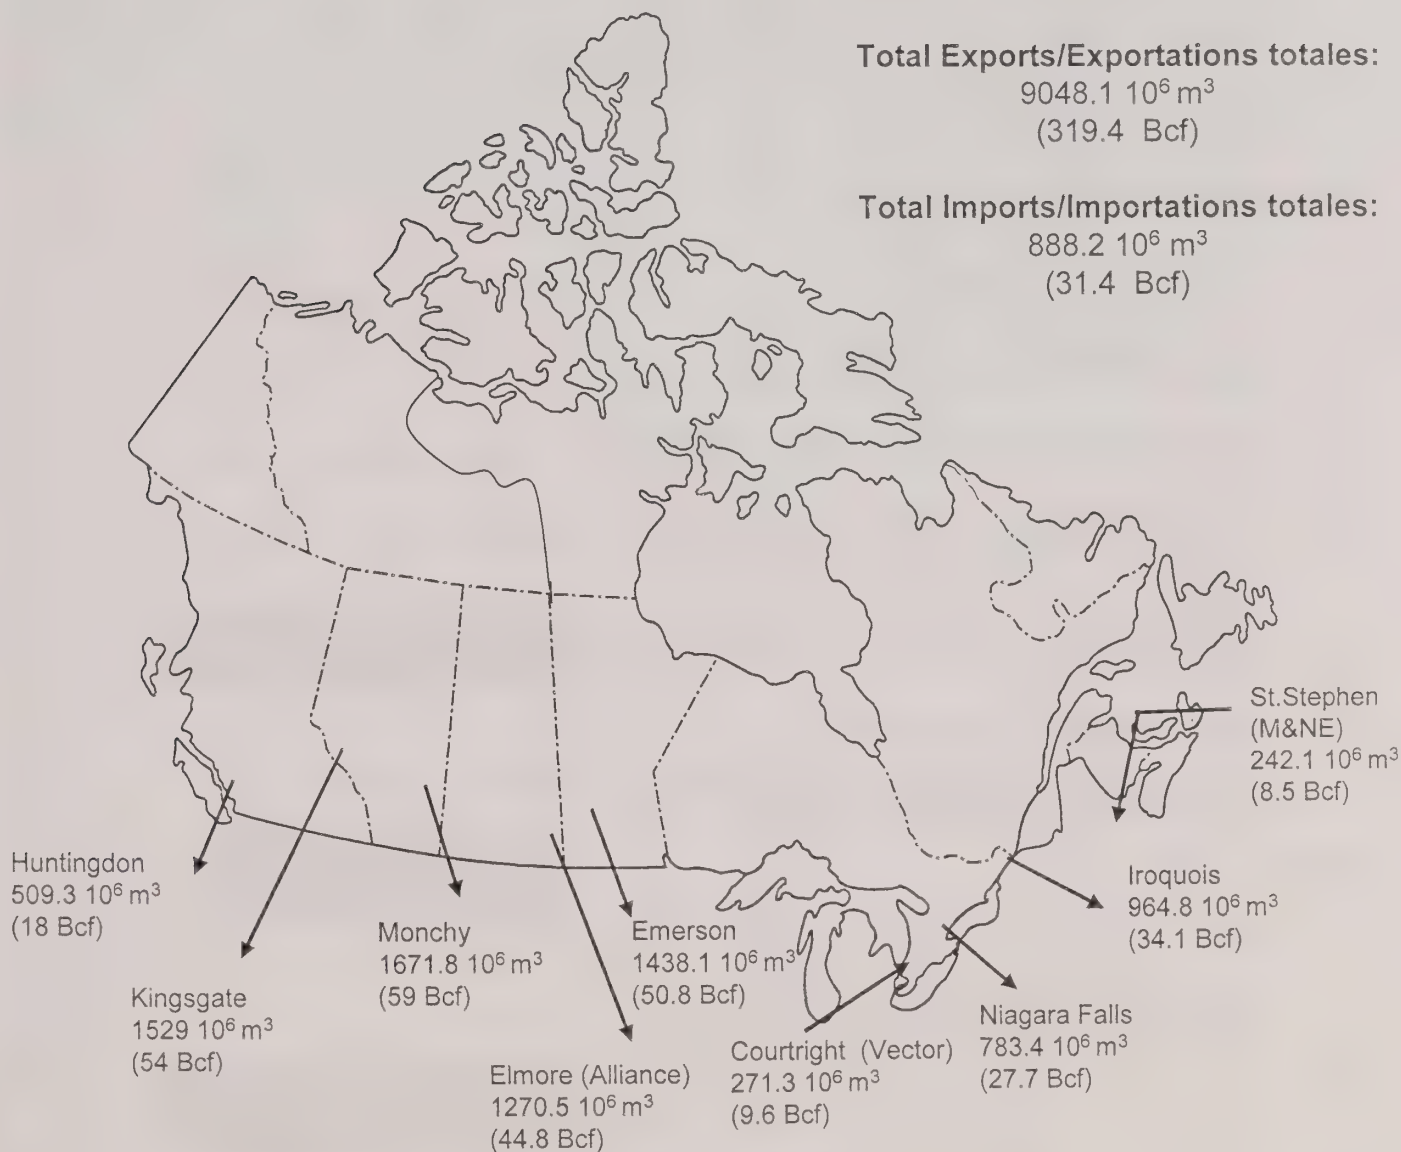 Total Exports/Exportations totales:
9048.1 10⁶ m³
(319.4 Bcf)
Total Imports/Importations totales:
888.2 10⁶ m³
(31.4 Bcf)
St.Stephen
(M&NE)
242.1 10⁶ m³
(8.5 Bcf)
Huntingdon
509.3 10⁶ m³
(18 Bcf)
Iroquois
964.8 10⁶ m³
(34.1 Bcf)
Monchy
1671.8 10⁶ m³
(59 Bcf)
Emerson
1438.1 10⁶ m³
(50.8 Bcf)
Kingsgate
1529 10⁶ m³
(54 Bcf)
Niagara Falls
783.4 10⁶ m³
(27.7 Bcf)
Courtright (Vector)
271.3 10⁶ m³
(9.6 Bcf)
Elmore (Alliance)
1270.5 10⁶ m³
(44.8 Bcf)